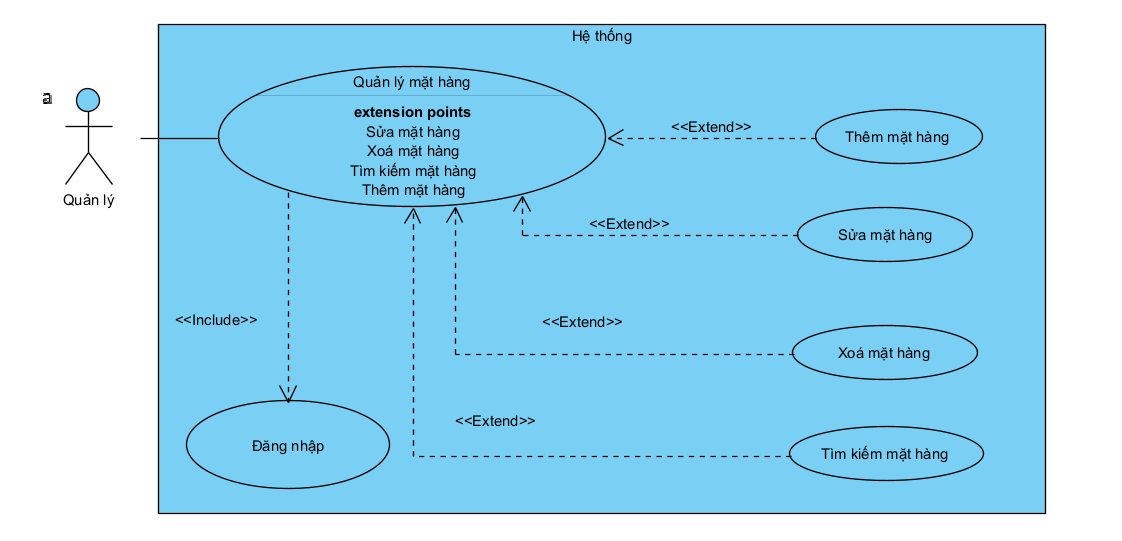 Hệ thống
Quản lý mặt hàng
extension points
Sửa mặt hàng
Xoá mặt hàng
Tìm kiếm mặt hàng
Thêm mặt hàng
Quản lý
<<Extend>>
Thêm mặt hàng
<<Extend>>
Sửa mặt hàng
<<Include>>
<<Extend>>
Xoá mặt hàng
<<Extend>>
Đăng nhập
Tìm kiếm mặt hàng